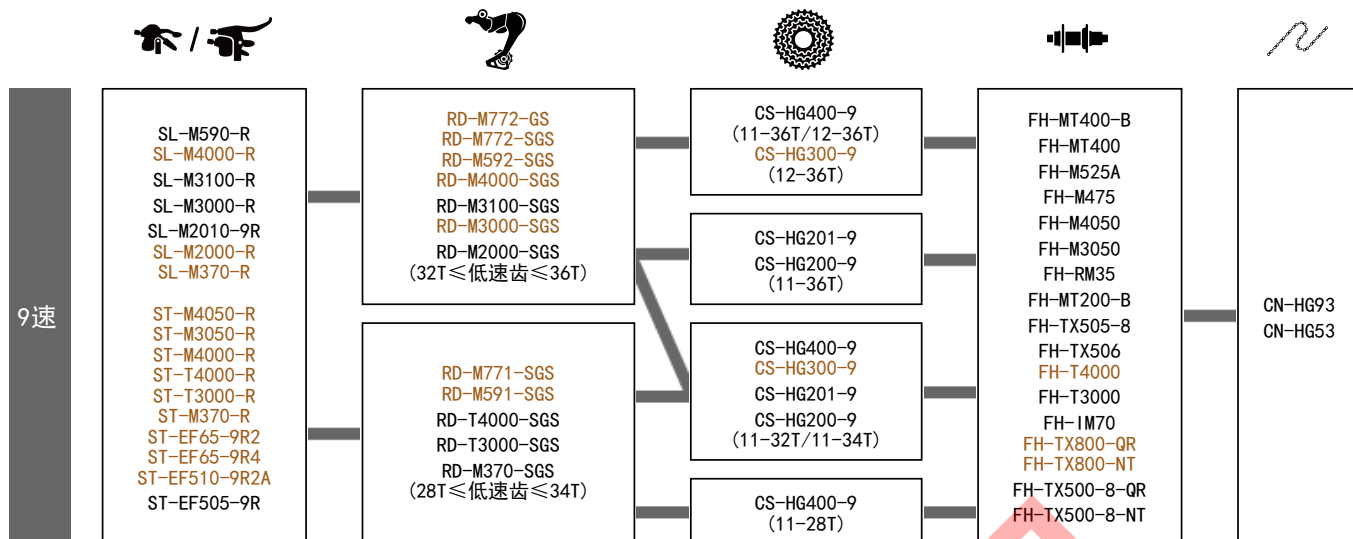 9速
SL-M590-R
SL-M4000-R
SL-M3100-R
SL-M3000-R
SL-M2010-9R
SL-M2000-R
SL-M370-R
ST-M4050-R
ST-M3050-R
ST-M4000-R
ST-T4000-R
ST-T3000-R
ST-M370-R
ST-EF65-9R2
ST-EF65-9R4
ST-EF510-9R2A
ST-EF505-9R
RD-M772-GS
RD-M772-SGS
RD-M592-SGS
RD-M4000-SGS
RD-M3100-SGS
RD-M3000-SGS
RD-M2000-SGS
(32T≤低速齿≤36T)
RD-M771-SGS
RD-M591-SGS
RD-T4000-SGS
RD-T3000-SGS
RD-M370-SGS
(28T≤低速齿≤34T)
CS-HG400-9
(11-36T/12-36T)
CS-HG300-9
(12-36T)
CS-HG201-9
CS-HG200-9
(11-36T)
CS-HG400-9
CS-HG300-9
CS-HG201-9
CS-HG200-9
(11-32T/11-34T)
CS-HG400-9
(11-28T)
FH-MT400-B
FH-MT400
FH-M525A
FH-M475
FH-M4050
FH-M3050
FH-RM35
FH-MT200-B
FH-TX505-8
FH-TX506
FH-T4000
FH-T3000
FH-IM70
FH-TX800-QR
FH-TX800-NT
FH-TX500-8-QR
FH-TX500-8-NT
CN-HG93
CN-HG53